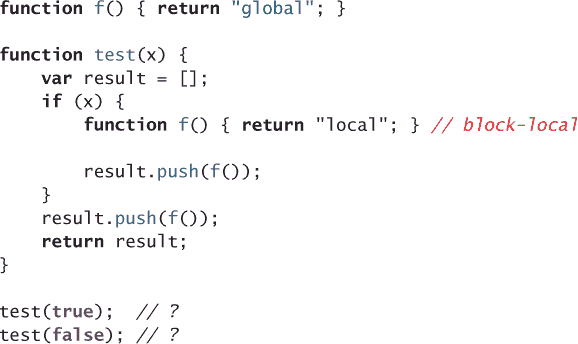 function f() { return "global"; }
function test(x) {
    var result = [];
    if (x) {
        function f() { return "local"; } // block-local
        result.push(f());
    }
    result.push(f());
    return result;
}
test(true);  // ?
test(false); // ?